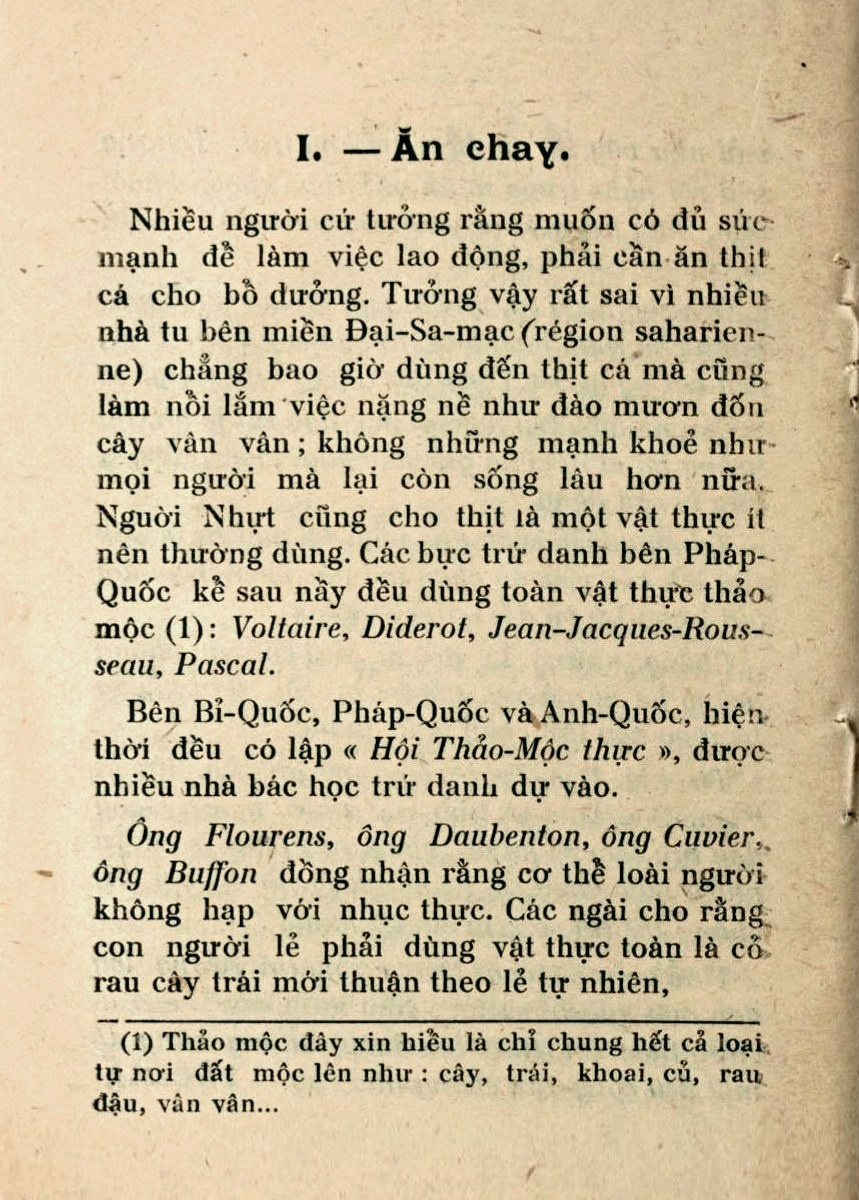 I. — Ăn chay.
Nhiều người cứ tưởng rằng muốn có đủ sức
mạnh để làm việc lao động, phải cần ăn thịt
cá cho bổ dưởng. Tưởng vậy rất sai vì nhiều
nhà tu bên miền Đại-Sa-mạc (région saharien-
ne) chẳng bao giờ dùng đến thịt cá mà cũng
làm nổi lắm việc nặng nề như đào mươn đốn
cây vàn vân ; không những mạnh khoẻ như
mọi người mà lại còn sống lâu hơn nữa.
Nguời Nhựt cũng cho thịt là một vật thực ít
nên thường dùng. Các bực trứ danh bên Pháp-
Quốc kể sau nầy đều dùng toàn vật thực thảo
mộc (1) : Voltaire, Diderot, Jean-Jacques-Rous-
seau, Pascal.
Bên Bỉ-Quốc, Pháp-Quốc và Anh-Quốc, hiện
thời đều có lập « Hội Thảo-Mộc thực », được
nhiều nhà bác học trứ danh dự vào.
Ông Flourens, ông Daubenton, ông Cuvier,
ông Buffon đồng nhận rằng cơ thể loài người
không hạp với nhục thực. Các ngài cho rằng
con người lẻ phải dùng vật thực toàn là cỏ
rau cây trái mới thuận theo lẻ tự nhiên,
(1) Thảo mộc đây xin hiểu là chỉ chung hết cả loại
tự nơi đất mộc lên như : cây, trái, khoai, củ, rau
đậu, vân vân...